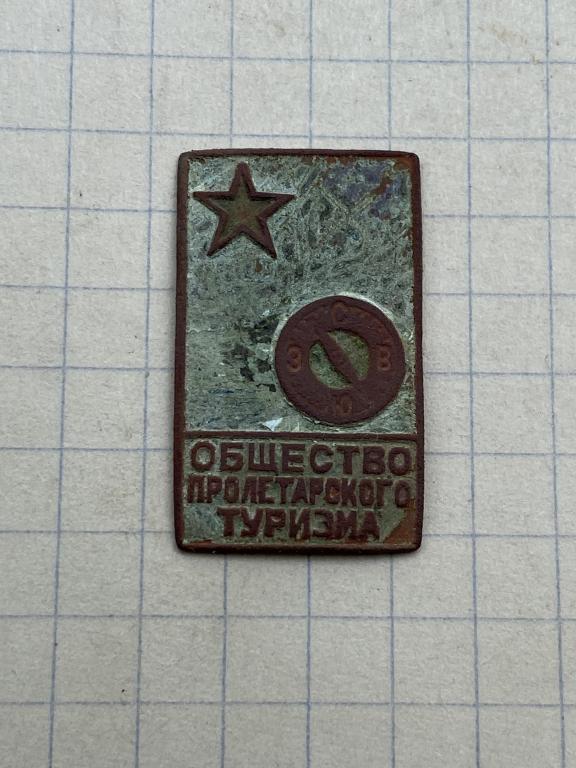 С
З В
Ю
ОБЩЕСТВО
ПРОЛЕТАРСКОГО
ТУРИЗМА